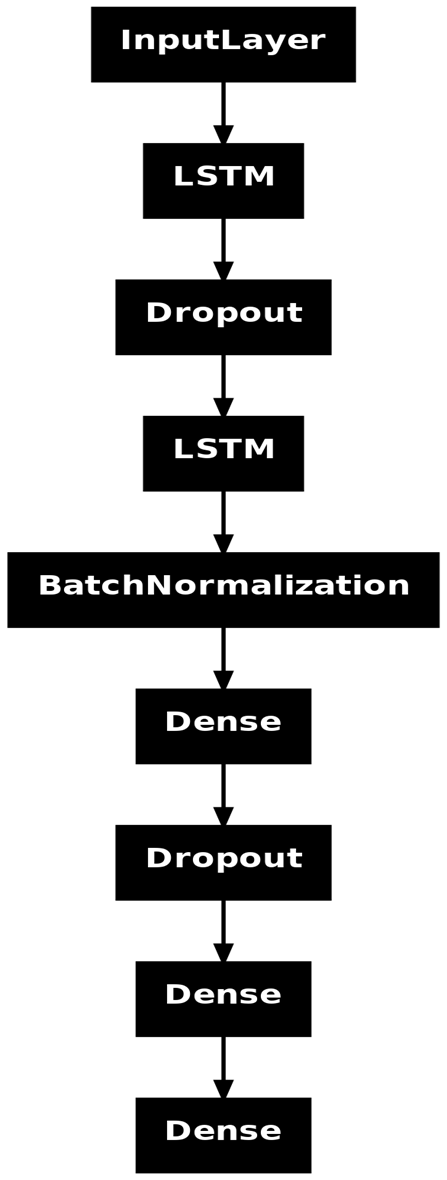 InputLayer
LSTM
Dropout
LSTM
BatchNormalization
Dense
Dropout
Dense
Dense